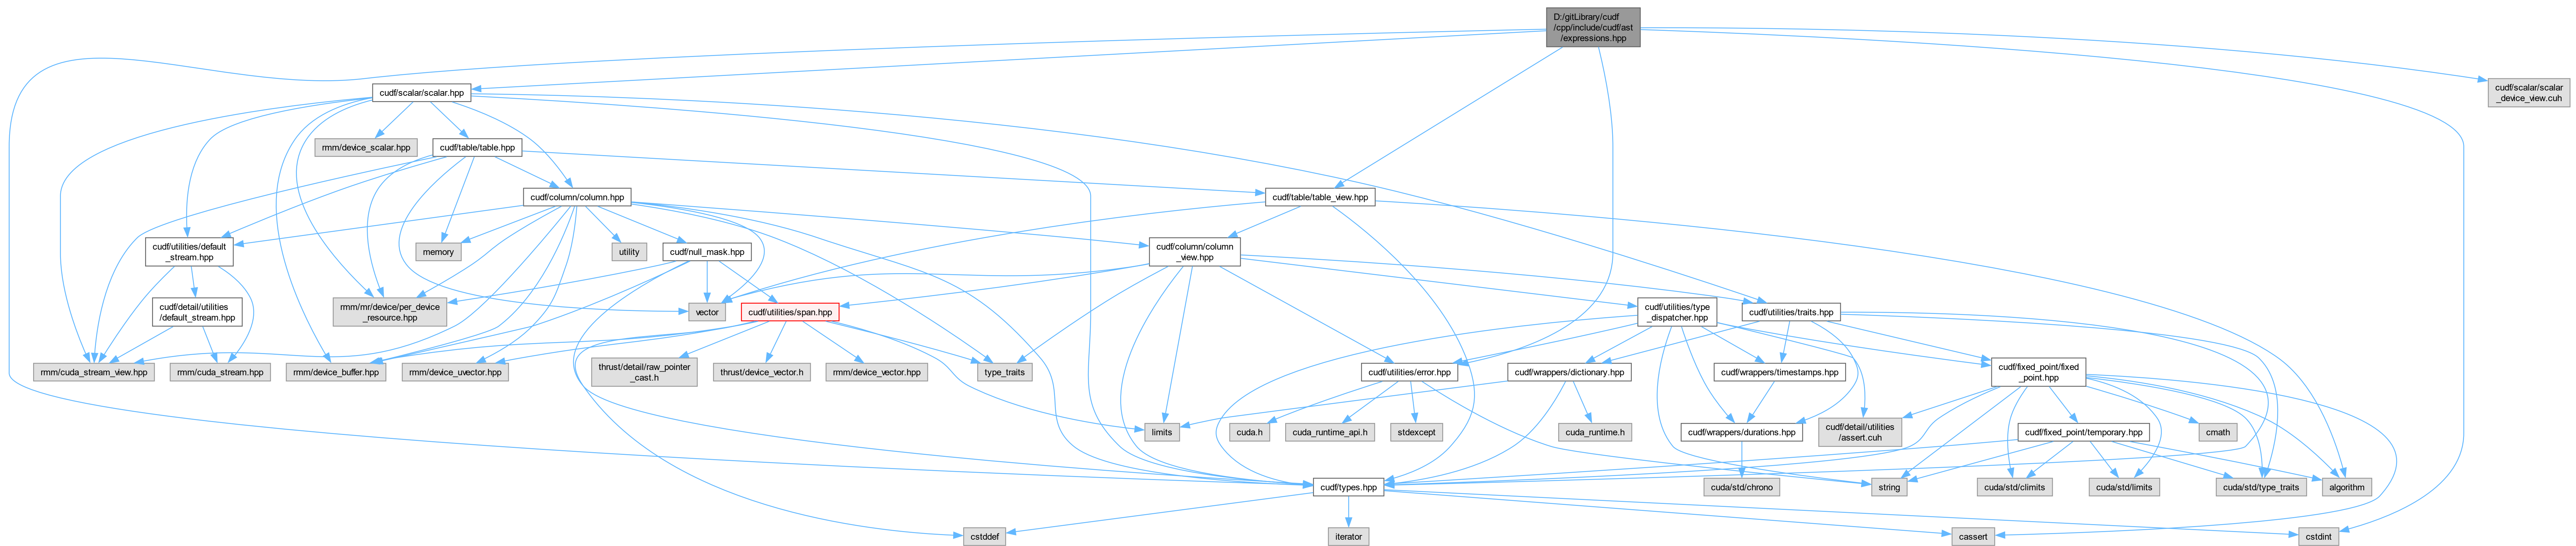 D:/gitLibrary/cudf
/cpp/include/cudf/ast
/expressions.hpp
cudf/scalar/scalar.hpp
cudf/scalar/scalar
_device_view.cuh
rmm/device_scalar.hpp
cudf/table/table.hpp
cudf/column/column.hpp
cudf/table/table_view.hpp
cudf/utilities/default
_stream.hpp
memory
utility
cudf/null_mask.hpp
cudf/column/column
_view.hpp
cudf/detail/utilities
/default_stream.hpp
rmm/mr/device/per_device
_resource.hpp
vector
cudf/utilities/span.hpp
cudf/utilities/type
_dispatcher.hpp
cudf/utilities/traits.hpp
rmm/cuda_stream_view.hpp
rmm/cuda_stream.hpp
rmm/device_buffer.hpp
rmm/device_uvector.hpp
thrust/detail/raw_pointer
_cast.h
thrust/device_vector.h
rmm/device_vector.hpp
type_traits
cudf/utilities/error.hpp
cudf/wrappers/dictionary.hpp
cudf/wrappers/timestamps.hpp
cudf/fixed_point/fixed
_point.hpp
limits
cuda.h
cuda_runtime_api.h
stdexcept
cuda_runtime.h
cudf/wrappers/durations.hpp
cudf/detail/utilities
/assert.cuh
cudf/fixed_point/temporary.hpp
cmath
cudf/types.hpp
cuda/std/chrono
string
cuda/std/climits
cuda/std/limits
cuda/std/type_traits
algorithm
cstddef
iterator
cassert
cstdint